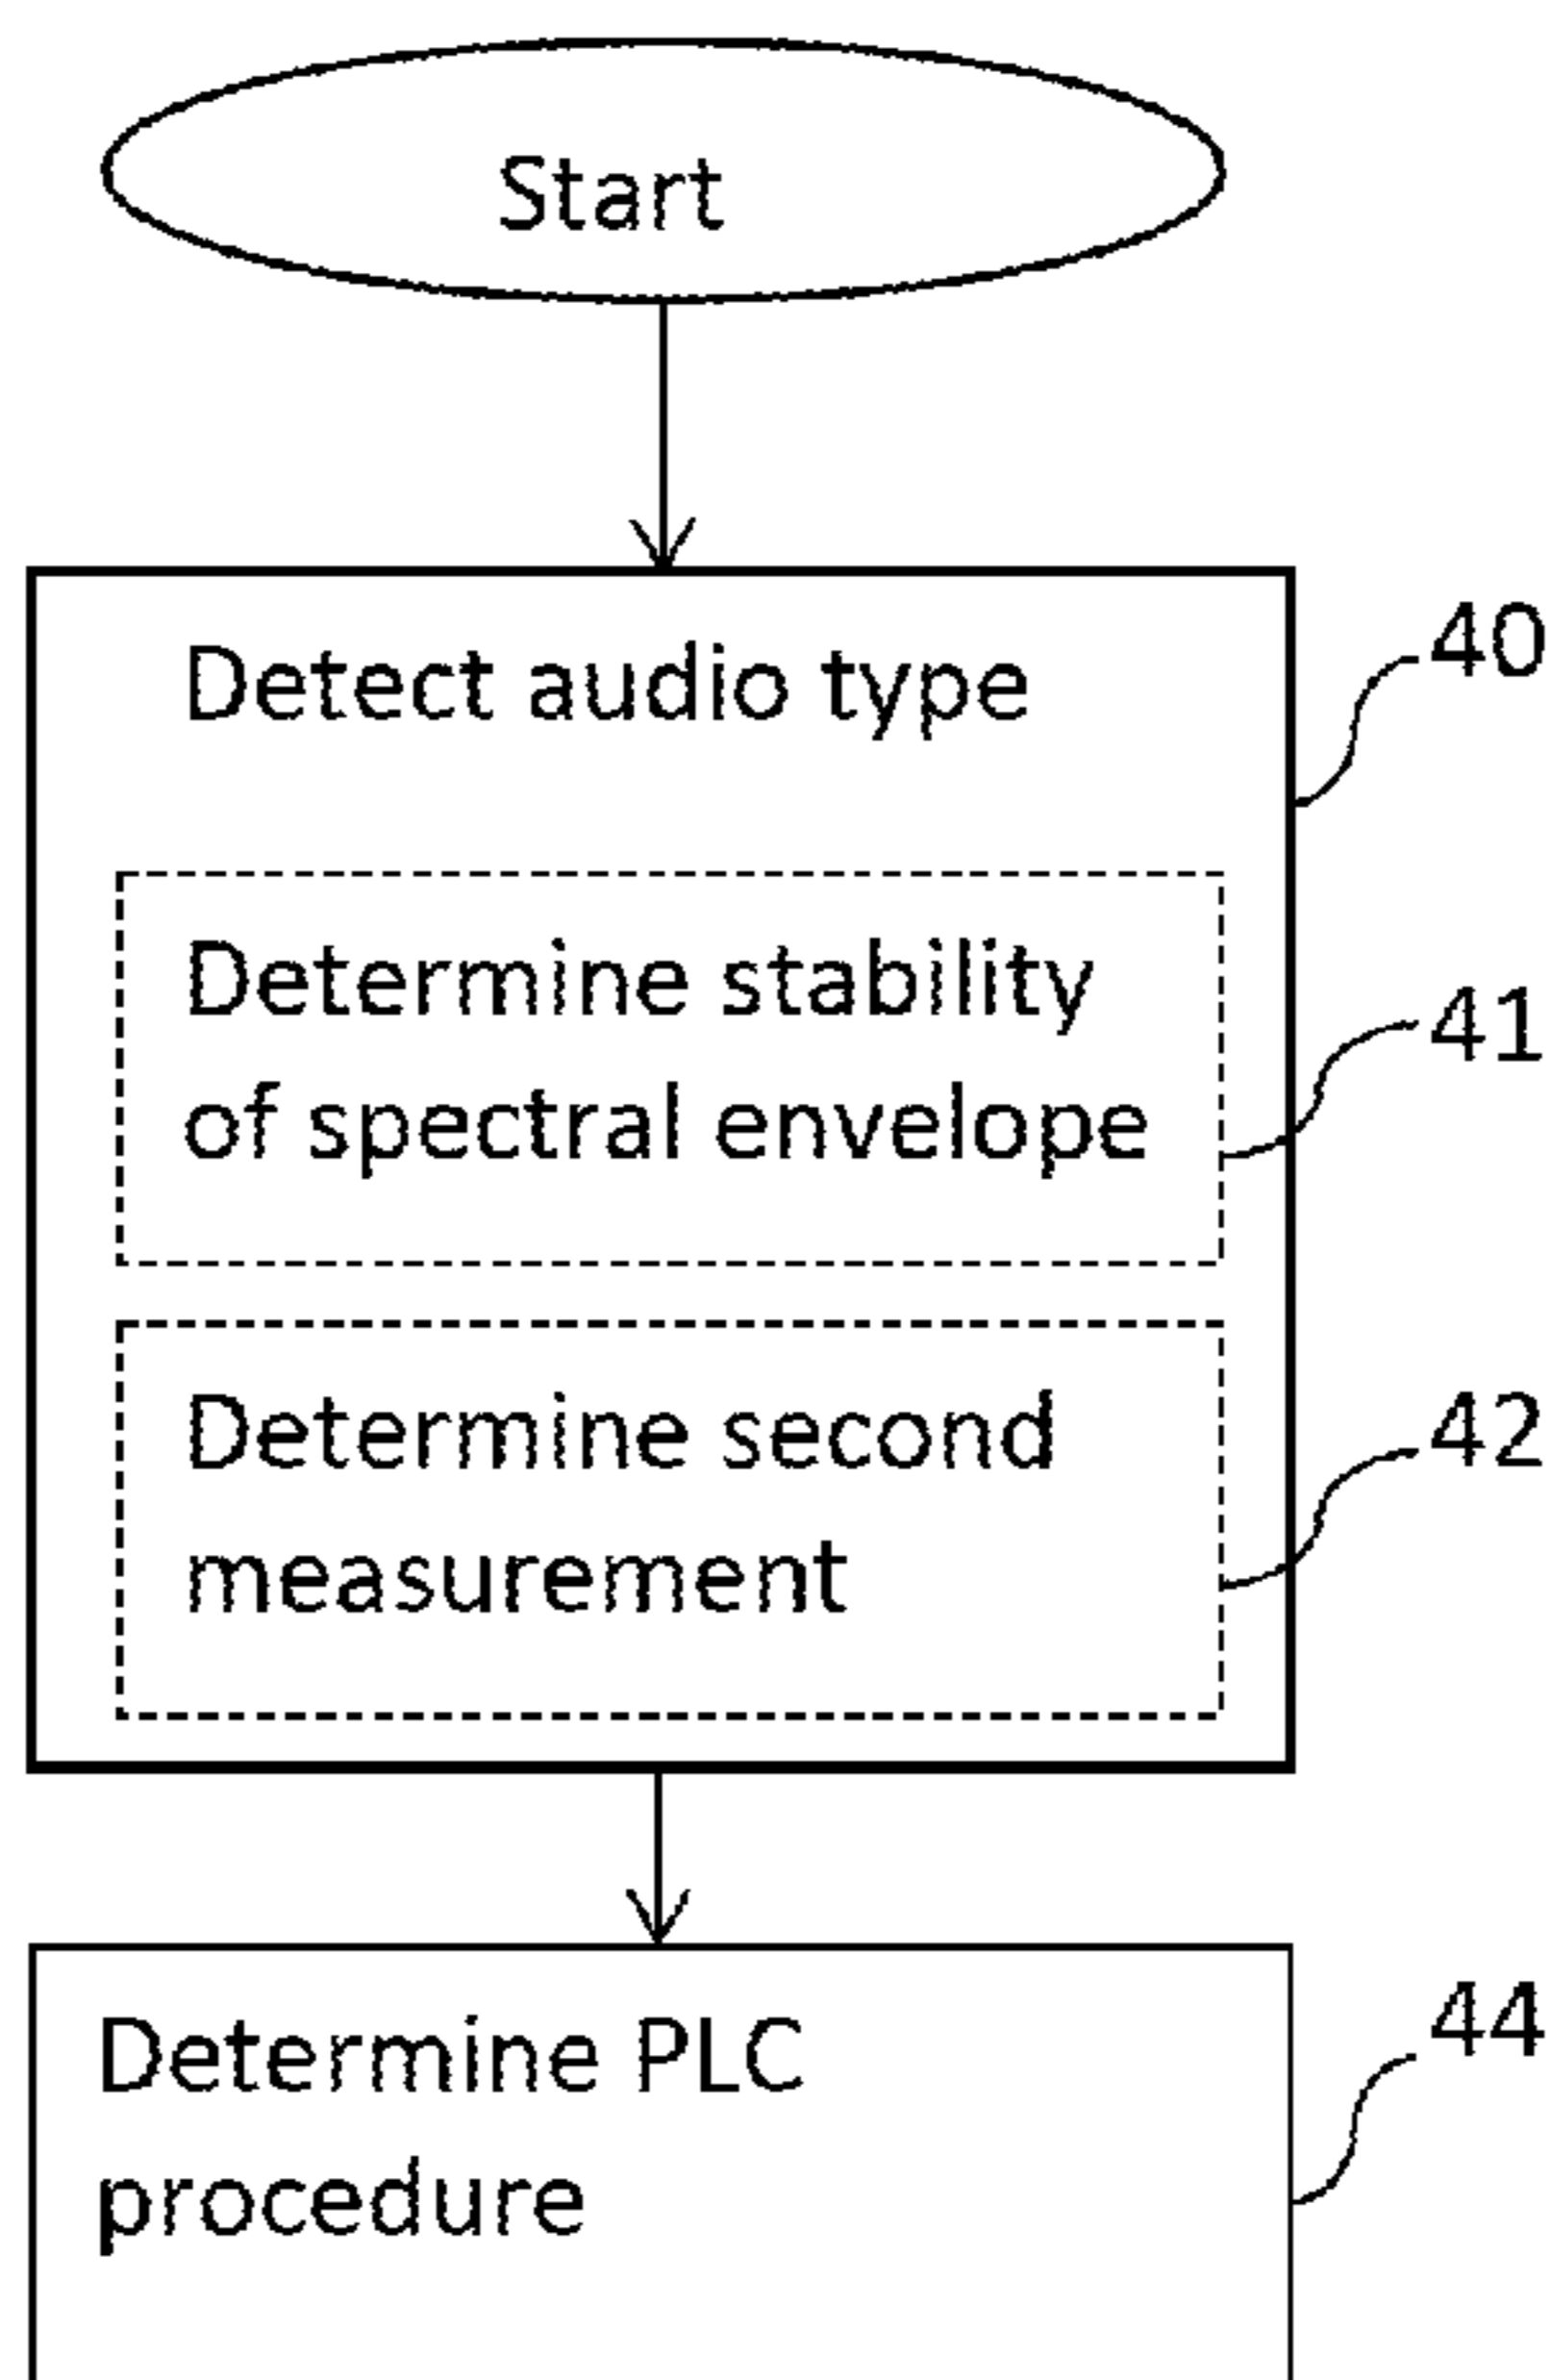 Start
Detect audio type
40
Determine stability
of spectral envelope
41
Determine second
measurement
42
Determine PLC
procedure
44